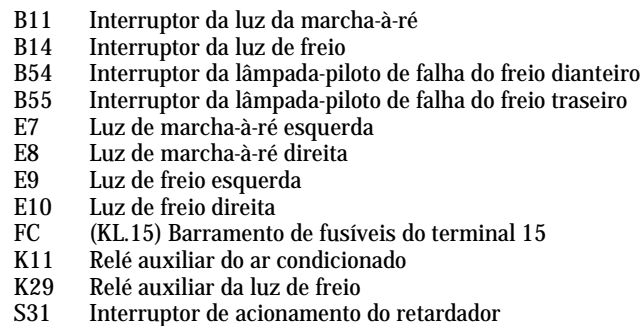 B11 Interruptor da luz da marcha-à-ré
B14 Interruptor da luz de freio
B54 Interruptor da lâmpada-piloto de falha do freio dianteiro
B55 Interruptor da lâmpada-piloto de falha do freio traseiro
E7 Luz de marcha-à-ré esquerda
E8 Luz de marcha-à-ré direita
E9 Luz de freio esquerda
E10 Luz de freio direita
FC (KL.15) Barramento de fusíveis do terminal 15
K11 Relé auxiliar do ar condicionado
K29 Relé auxiliar da luz de freio
S31 Interruptor de acionamento do retardador